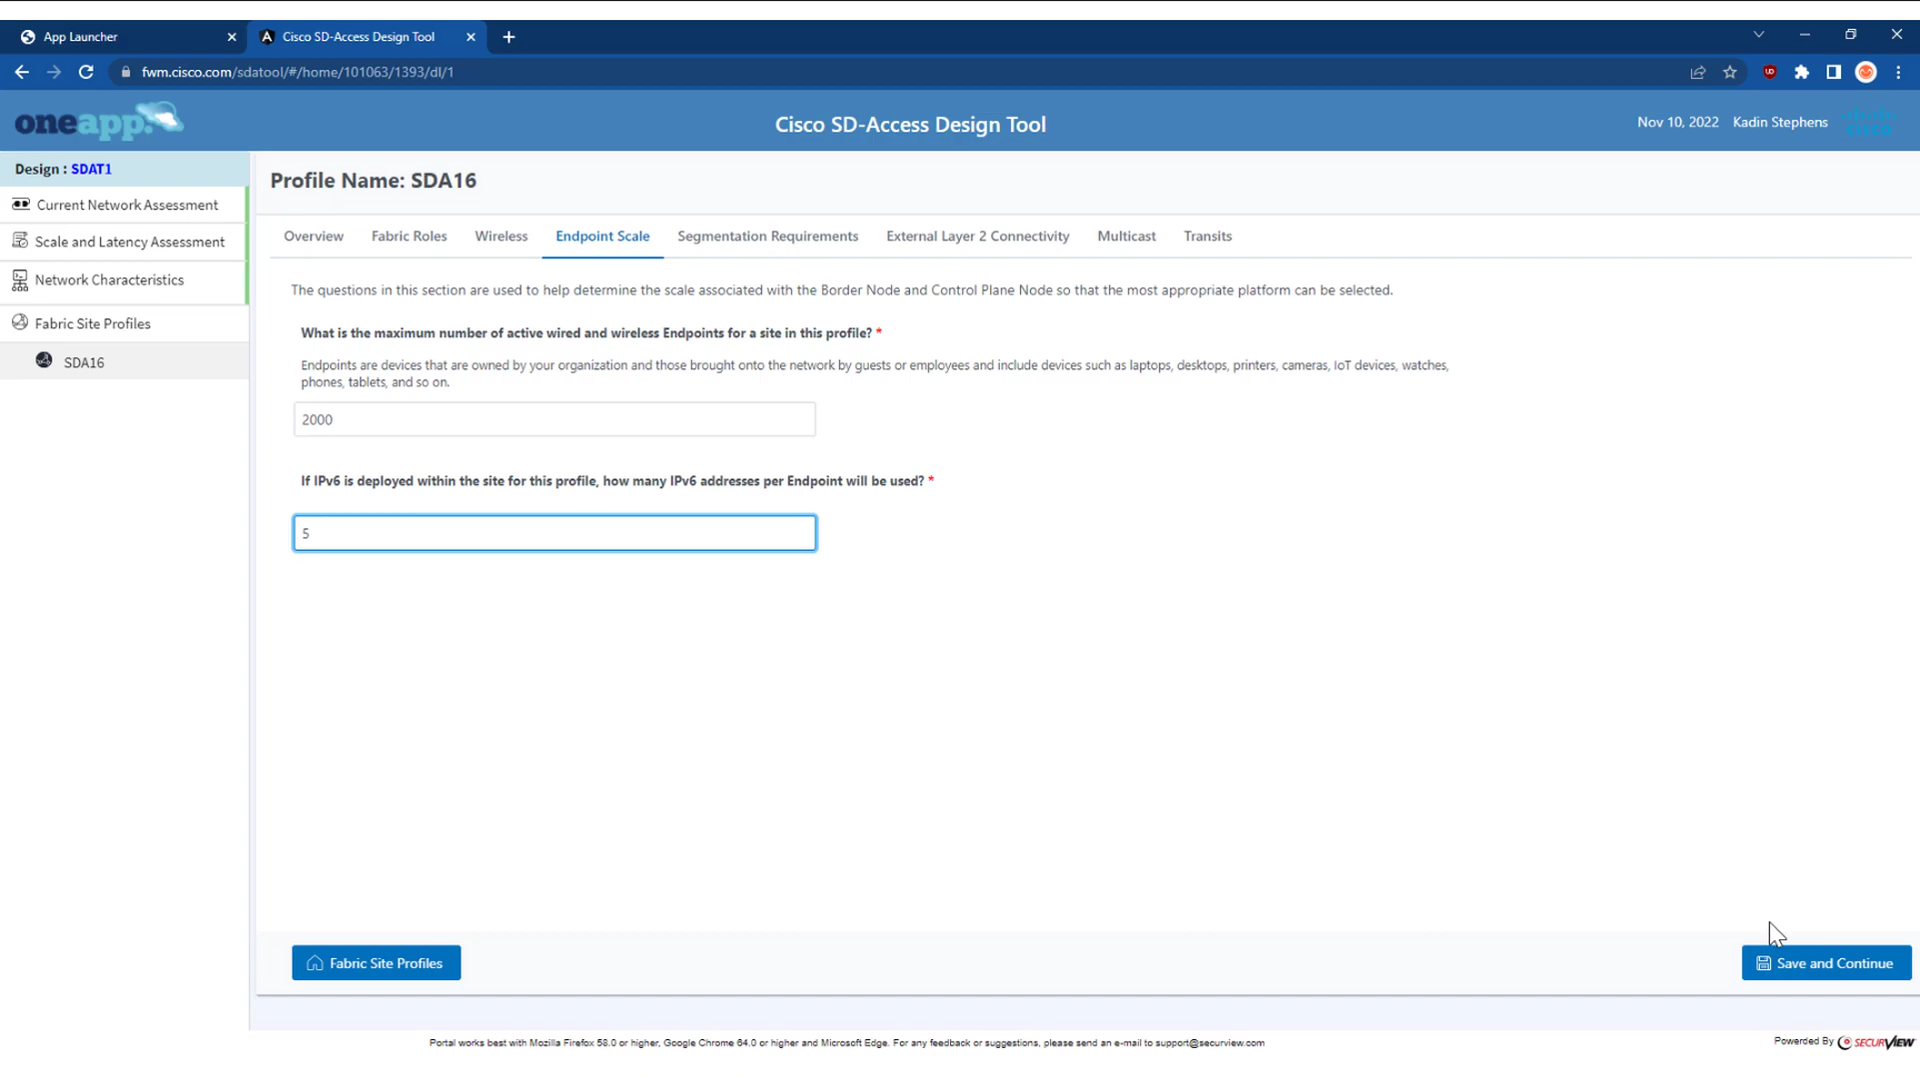 App Launcher
Cisco SD-Access Design Tool
fwm.cisco.com/sdatool/#/home/101063/1393/dl/1
oneapp.
Cisco SD-Access Design Tool
Nov 10, 2022
Kadin Stephens
cisco
Design : SDAT1
Current Network Assessment
Scale and Latency Assessment
Network Characteristics
Fabric Site Profiles
SDA16
Profile Name: SDA16
Overview
Fabric Roles
Wireless
Endpoint Scale
Segmentation Requirements
External Layer 2 Connectivity
Multicast
Transits
The questions in this section are used to help determine the scale associated with the Border Node and Control Plane Node so that the most appropriate platform can be selected.
What is the maximum number of active wired and wireless Endpoints for a site in this profile? *
Endpoints are devices that are owned by your organization and those brought onto the network by guests or employees and include devices such as laptops, desktops, printers, cameras, IoT devices, watches,
phones, tablets, and so on.
2000
If IPv6 is deployed within the site for this profile, how many IPv6 addresses per Endpoint will be used? *
5
Fabric Site Profiles
Save and Continue
Portal works best with Mozilla Firefox 58.0 or higher, Google Chrome 64.0 or higher and Microsoft Edge. For any feedback or suggestions, please send an e-mail to support@securview.com
Powered By SECURVIEW